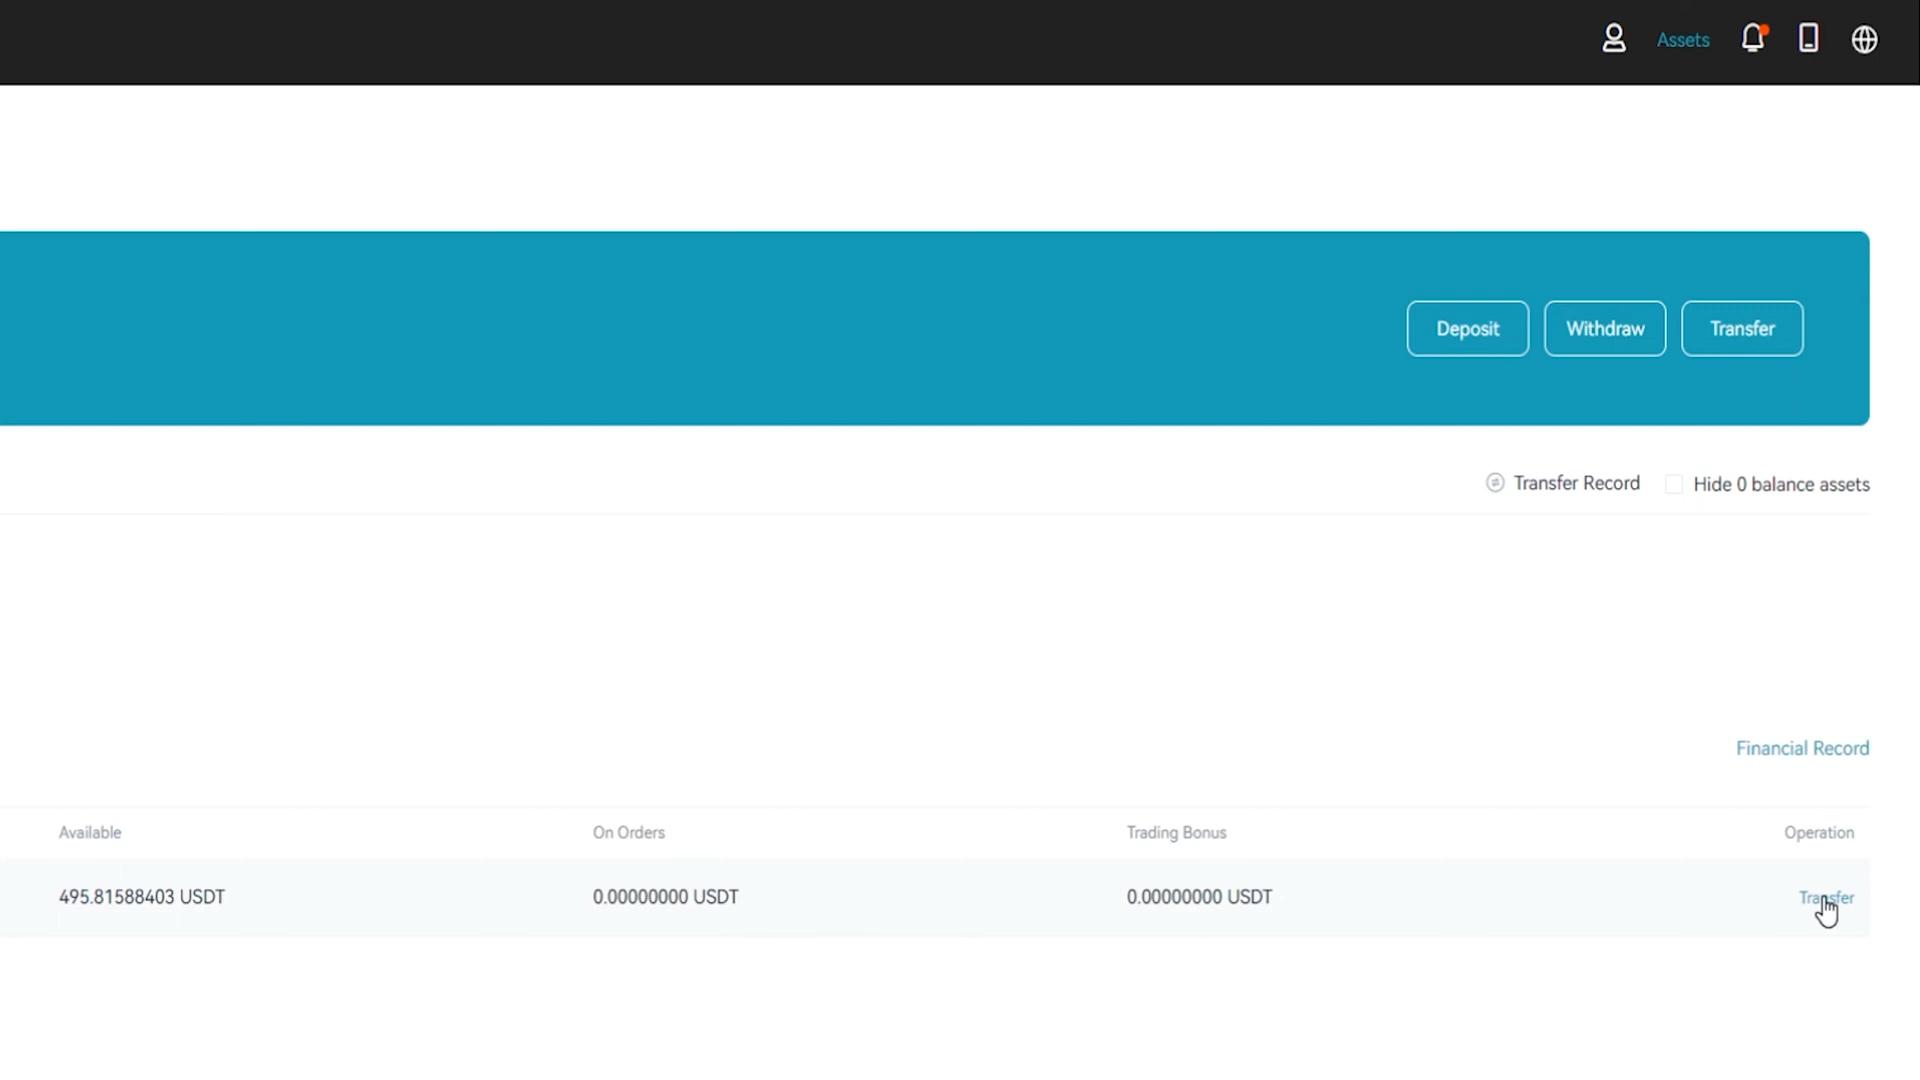 Assets
Deposit Withdraw Transfer
Transfer Record Hide 0 balance assets
Financial Record
Available On Orders Trading Bonus Operation
495.81588403 USDT 0.00000000 USDT 0.00000000 USDT Transfer